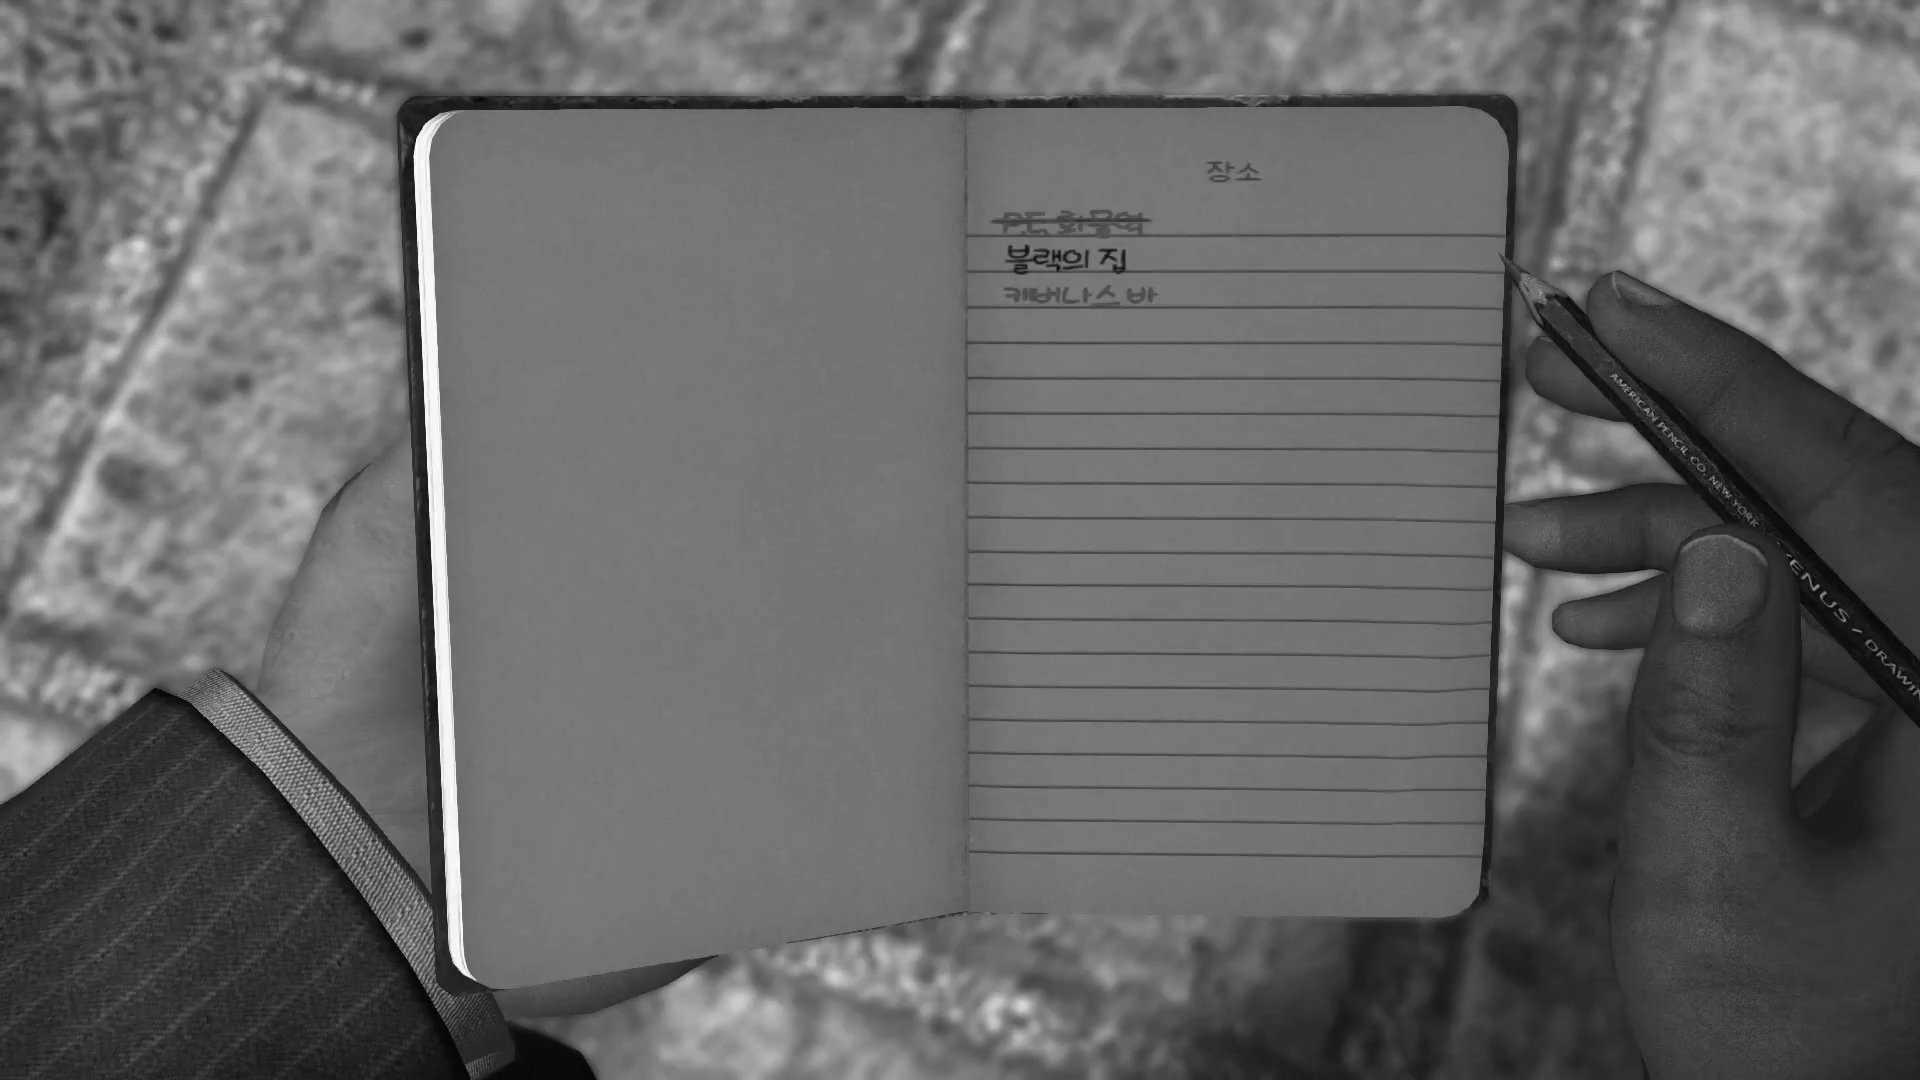 장소
P.E. 화물역
블랙의 집
캐버나스 바
AMERICAN PENCIL CO. NEW YORK
VENUS / DRAWIN